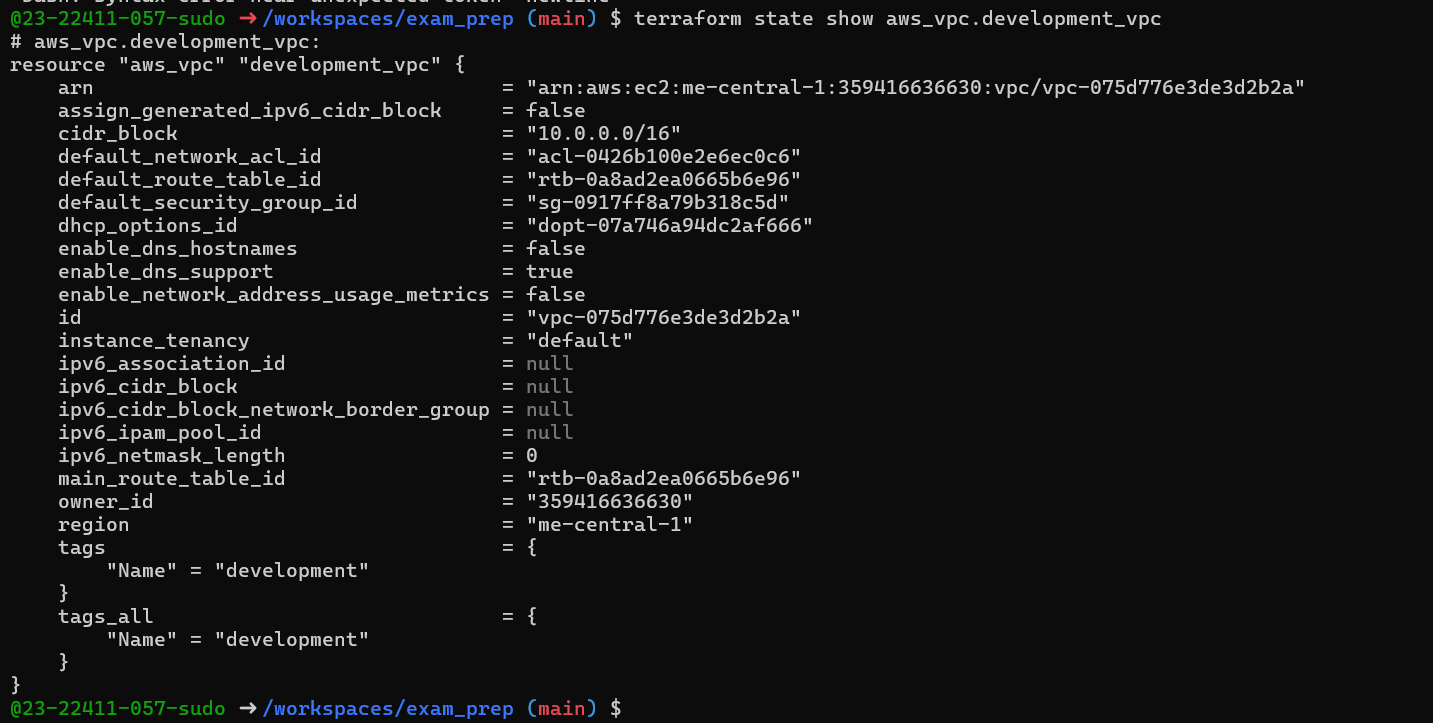 @23-22411-057-sudo ➜ /workspaces/exam_prep (main) $ terraform state show aws_vpc.development_vpc
# aws_vpc.development_vpc:
resource "aws_vpc" "development_vpc" {
    arn                                  = "arn:aws:ec2:me-central-1:359416636630:vpc/vpc-075d776e3de3d2b2a"
    assign_generated_ipv6_cidr_block     = false
    cidr_block                           = "10.0.0.0/16"
    default_network_acl_id               = "acl-0426b100e2e6ec0c6"
    default_route_table_id               = "rtb-0a8ad2ea0665b6e96"
    default_security_group_id            = "sg-0917ff8a79b318c5d"
    dhcp_options_id                      = "dopt-07a746a94dc2af666"
    enable_dns_hostnames                 = false
    enable_dns_support                   = true
    enable_network_address_usage_metrics = false
    id                                   = "vpc-075d776e3de3d2b2a"
    instance_tenancy                     = "default"
    ipv6_association_id                  = null
    ipv6_cidr_block                      = null
    ipv6_cidr_block_network_border_group = null
    ipv6_ipam_pool_id                    = null
    ipv6_netmask_length                  = 0
    main_route_table_id                  = "rtb-0a8ad2ea0665b6e96"
    owner_id                             = "359416636630"
    region                               = "me-central-1"
    tags                                 = {
        "Name" = "development"
    }
    tags_all                             = {
        "Name" = "development"
    }
}
@23-22411-057-sudo ➜ /workspaces/exam_prep (main) $